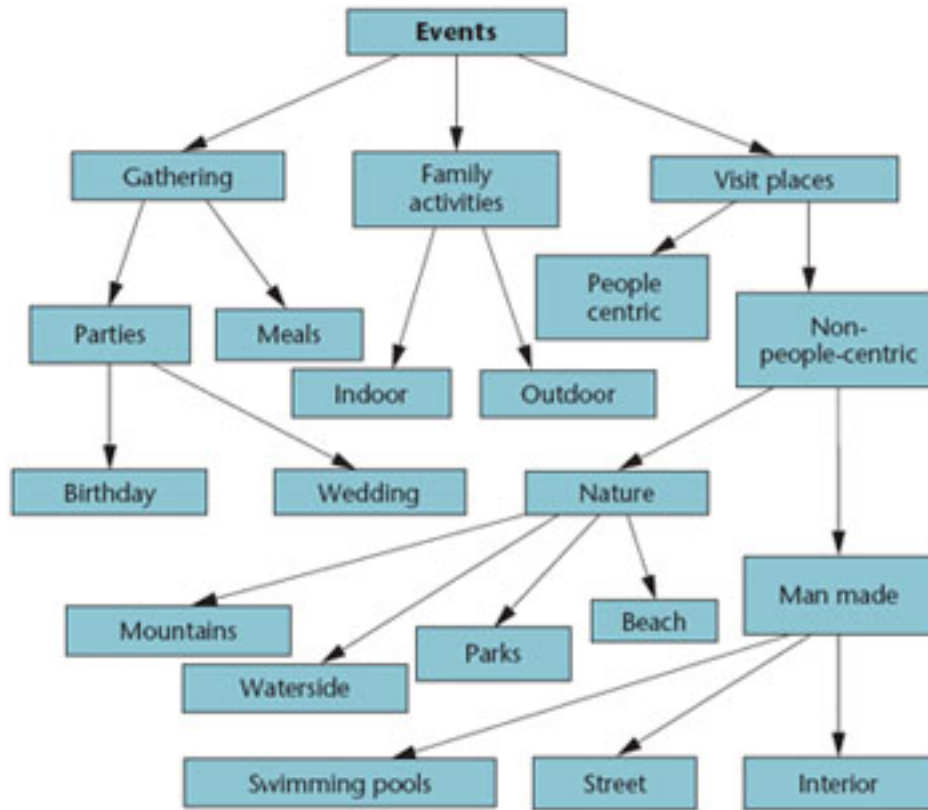 Events
Gathering
Family
activities
Visit places
People
centric
Non-
people-centric
Parties
Meals
Indoor
Outdoor
Birthday
Wedding
Nature
Man made
Mountains
Waterside
Parks
Beach
Swimming pools
Street
Interior